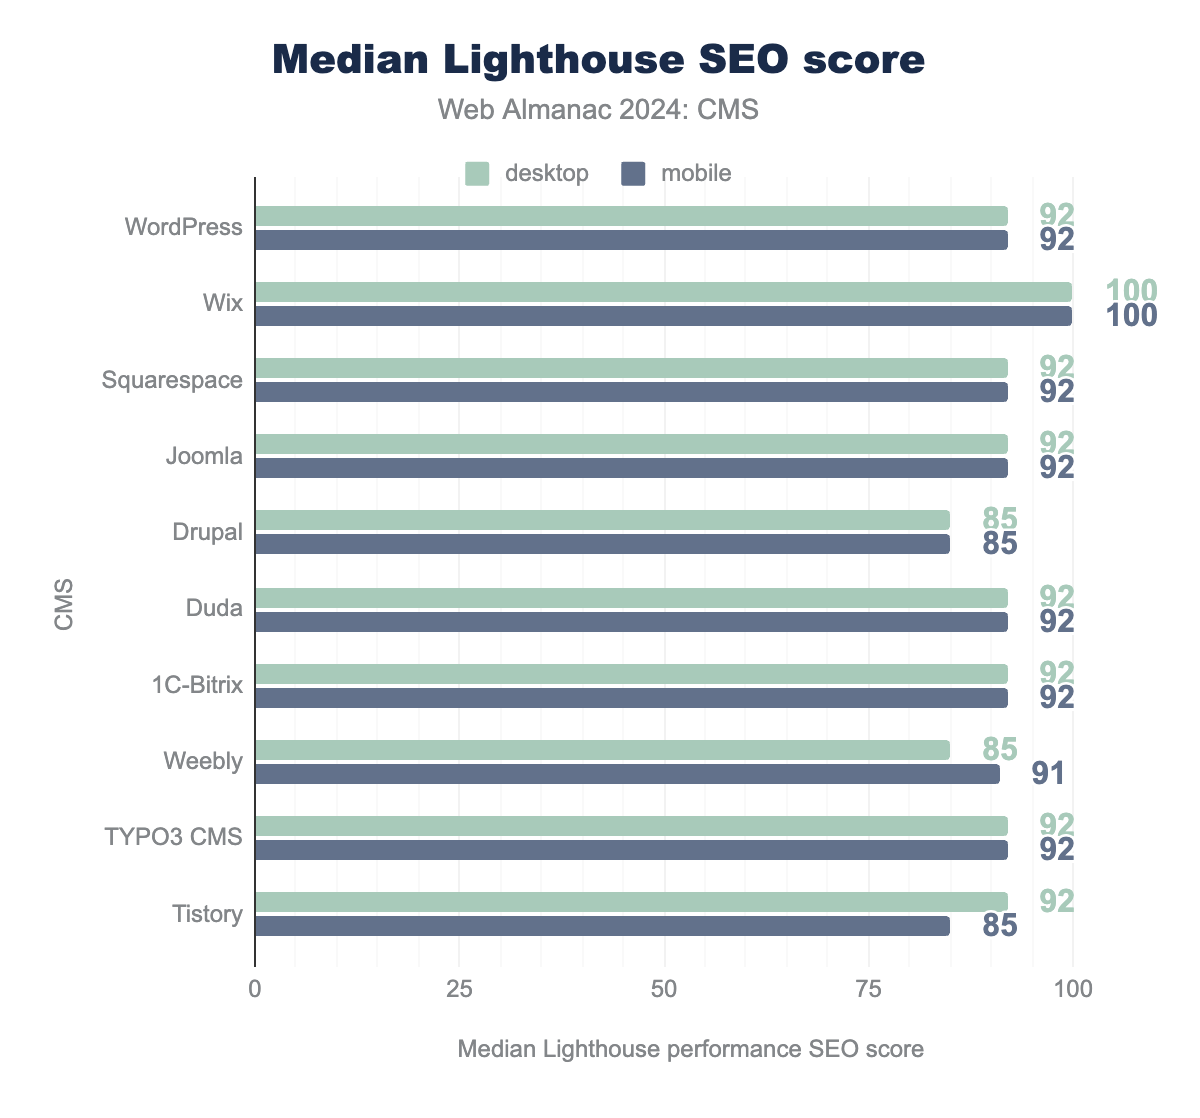 Median Lighthouse SEO score
Web Almanac 2024: CMS
desktop mobile
WordPress 92 92
Wix 100 100
Squarespace 92 92
Joomla 92 92
Drupal 85 85
Duda 92 92
1C-Bitrix 92 92
Weebly 85 91
TYPO3 CMS 92 92
Tistory 92 85
CMS
0 25 50 75 100
Median Lighthouse performance SEO score